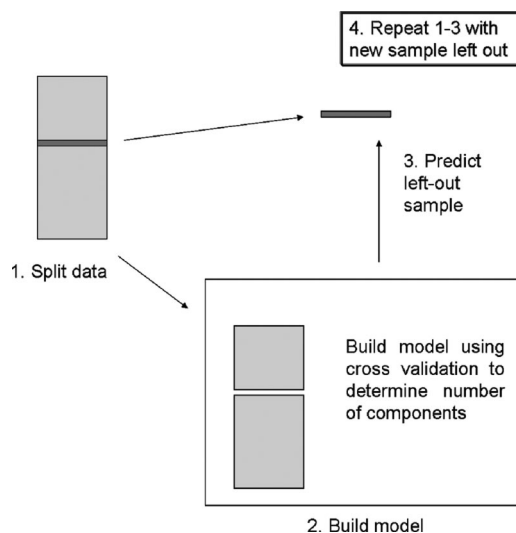 4. Repeat 1-3 with
new sample left out
3. Predict
left-out
sample
1. Split data
Build model using
cross validation to
determine number
of components
2. Build model